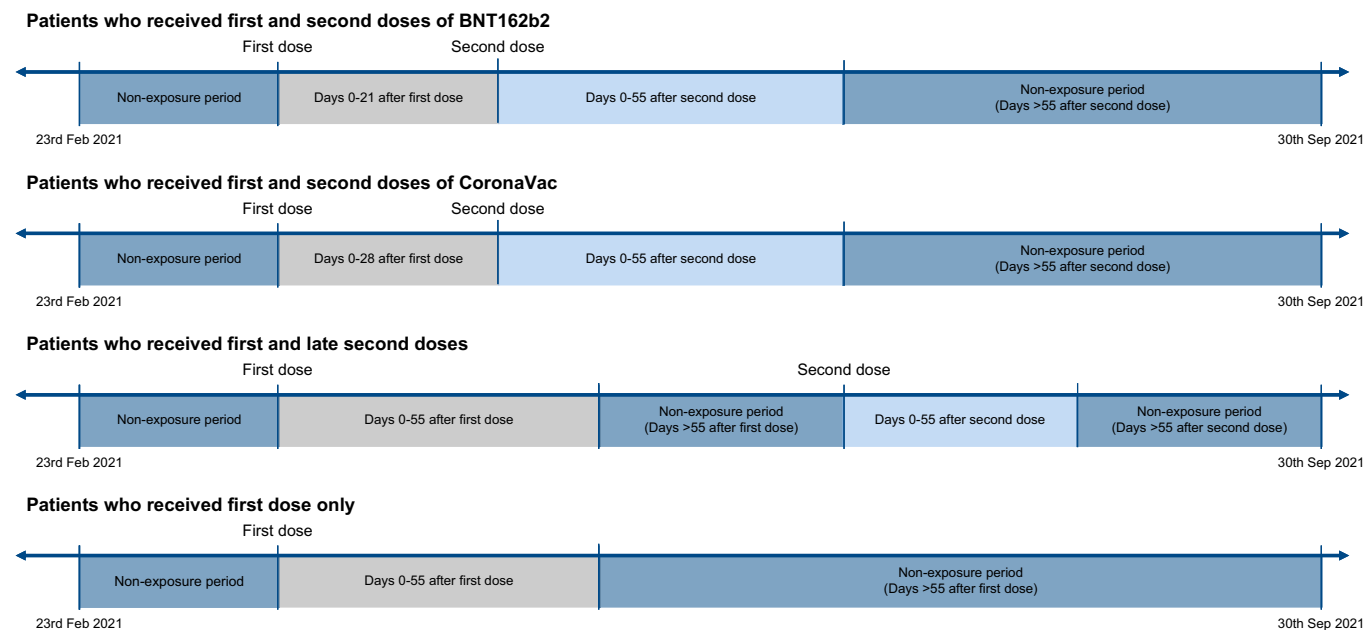 Patients who received first and second doses of BNT162b2
First dose
Second dose
Non-exposure period
Days 0-21 after first dose
Days 0-55 after second dose
Non-exposure period
(Days >55 after second dose)
23rd Feb 2021
30th Sep 2021
Patients who received first and second doses of CoronaVac
First dose
Second dose
Non-exposure period
Days 0-28 after first dose
Days 0-55 after second dose
Non-exposure period
(Days >55 after second dose)
23rd Feb 2021
30th Sep 2021
Patients who received first and late second doses
First dose
Second dose
Non-exposure period
Days 0-55 after first dose
Non-exposure period
(Days >55 after first dose)
Days 0-55 after second dose
Non-exposure period
(Days >55 after second dose)
23rd Feb 2021
30th Sep 2021
Patients who received first dose only
First dose
Non-exposure period
Days 0-55 after first dose
Non-exposure period
(Days >55 after first dose)
23rd Feb 2021
30th Sep 2021